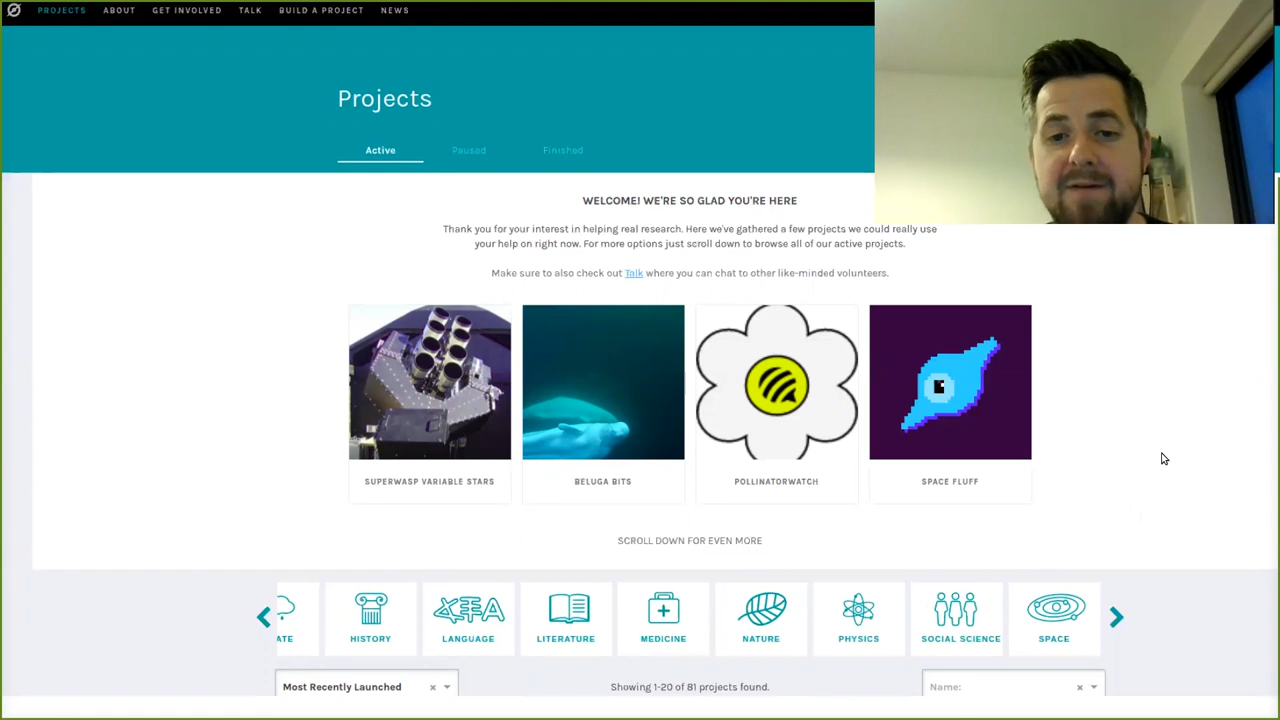 PROJECTS ABOUT GET INVOLVED TALK BUILD A PROJECT NEWS
Projects
Active Paused Finished
WELCOME! WE'RE SO GLAD YOU'RE HERE
Thank you for your interest in helping real research. Here we've gathered a few projects we could really use
your help on right now. For more options just scroll down to browse all of our active projects.
Make sure to also check out Talk where you can chat to other like-minded volunteers.
SUPERWASP VARIABLE STARS BELUGA BITS POLLINATORWATCH SPACE FLUFF
SCROLL DOWN FOR EVEN MORE
ATE HISTORY LANGUAGE LITERATURE MEDICINE NATURE PHYSICS SOCIAL SCIENCE SPACE
Most Recently Launched × Showing 1-20 of 81 projects found. Name: ×